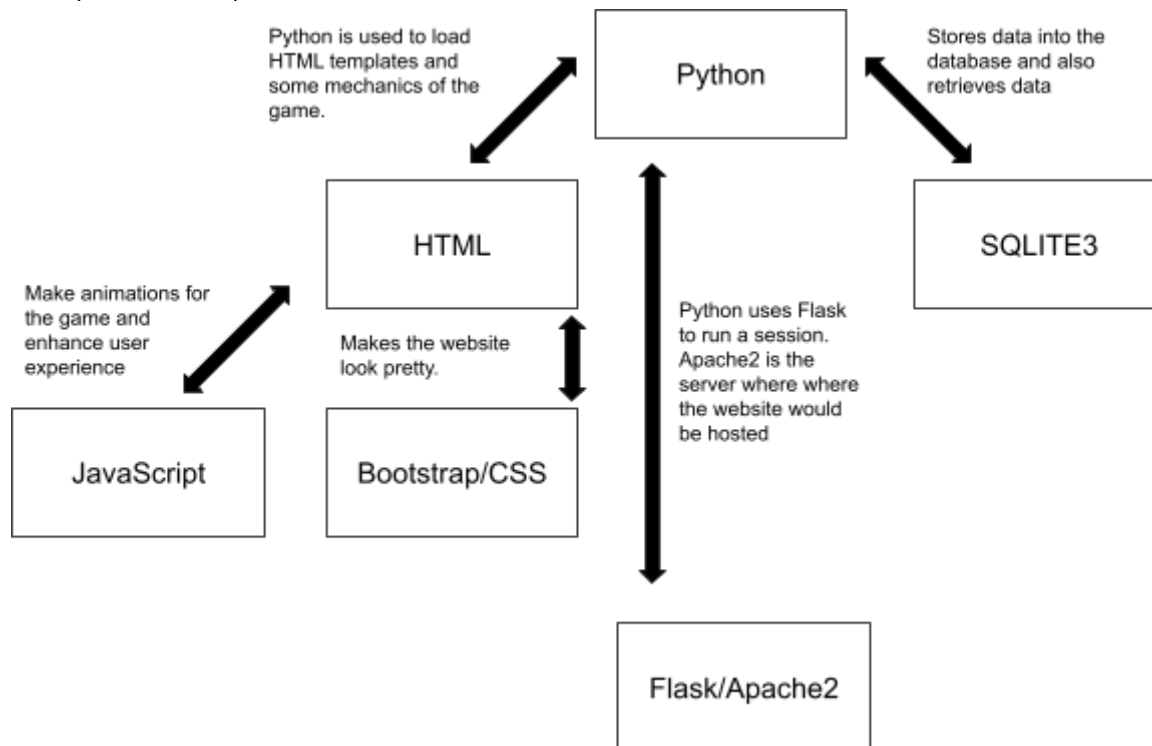 Python is used to load
HTML templates and
some mechanics of the
game.
Python
Stores data into the
database and also
retrieves data
HTML
SQLITE3
Make animations for
the game and
enhance user
experience
Makes the website
look pretty.
Python uses Flask
to run a session.
Apache2 is the
server where where
the website would
be hosted
JavaScript
Bootstrap/CSS
Flask/Apache2